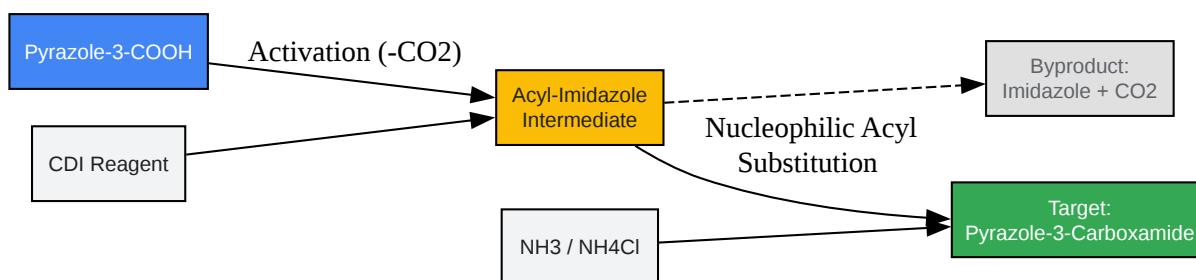 Pyrazole-3-COOH
Activation (-CO2)
CDI Reagent
Acyl-Imidazole
Intermediate
Byproduct:
Imidazole + CO2
Nucleophilic Acyl
Substitution
NH3 / NH4Cl
Target:
Pyrazole-3-Carboxamide